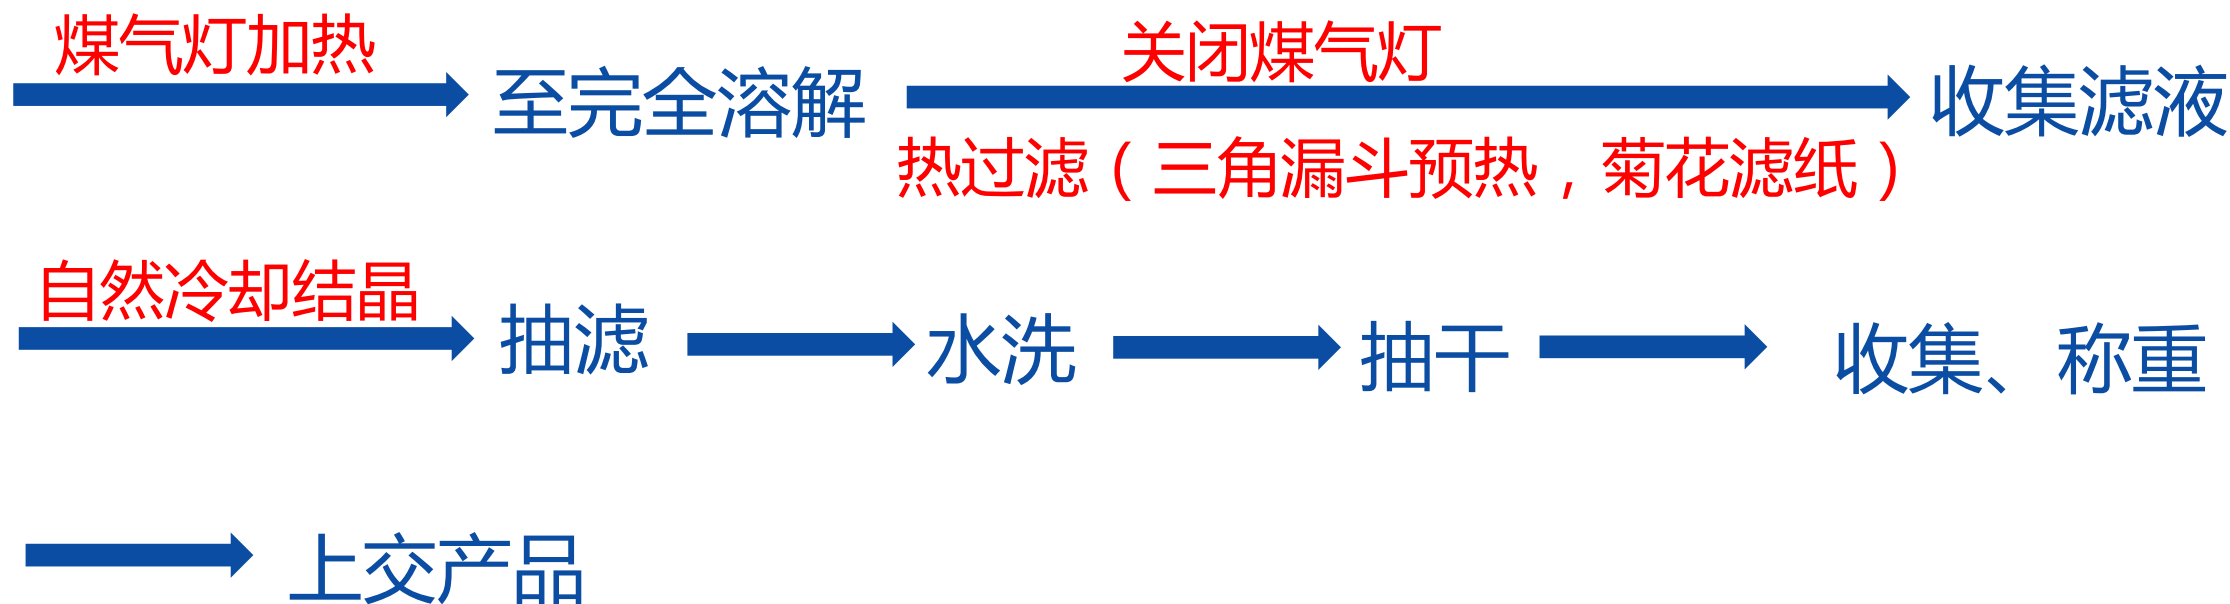 煤气灯加热
至完全溶解
关闭煤气灯
热过滤（三角漏斗预热，菊花滤纸）
收集滤液
自然冷却结晶
抽滤
水洗
抽干
收集、称重
上交产品